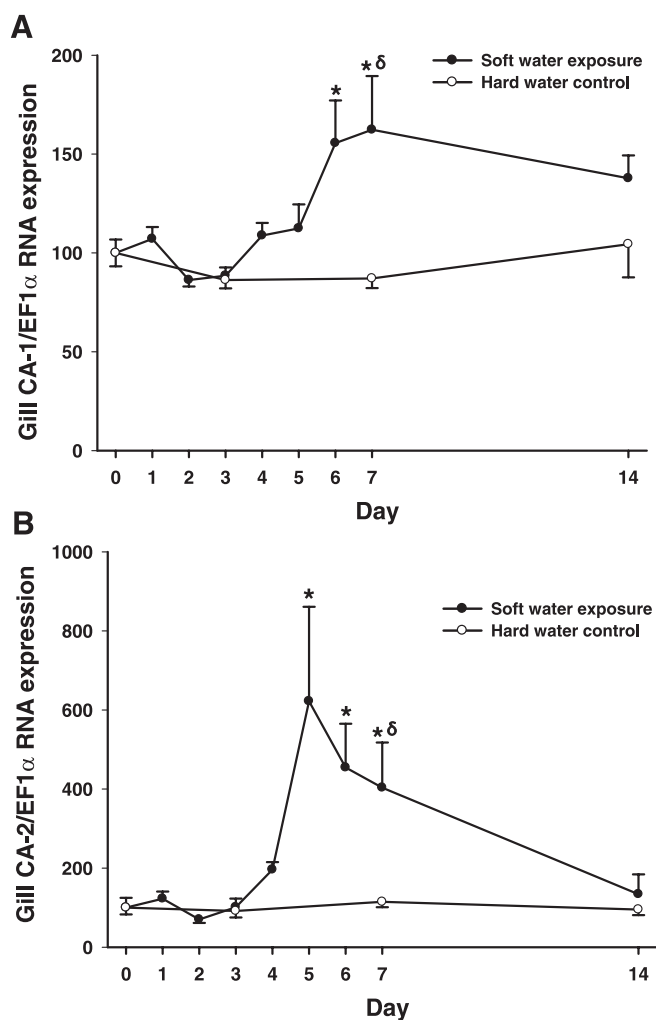 A
Gill CA-1/EF1α RNA expression
200
150
100
50
0
Soft water exposure
Hard water control
*
* δ
0 1 2 3 4 5 6 7 14
Day
B
Gill CA-2/EF1α RNA expression
1000
800
600
400
200
0
Soft water exposure
Hard water control
*
*
* δ
0 1 2 3 4 5 6 7 14
Day